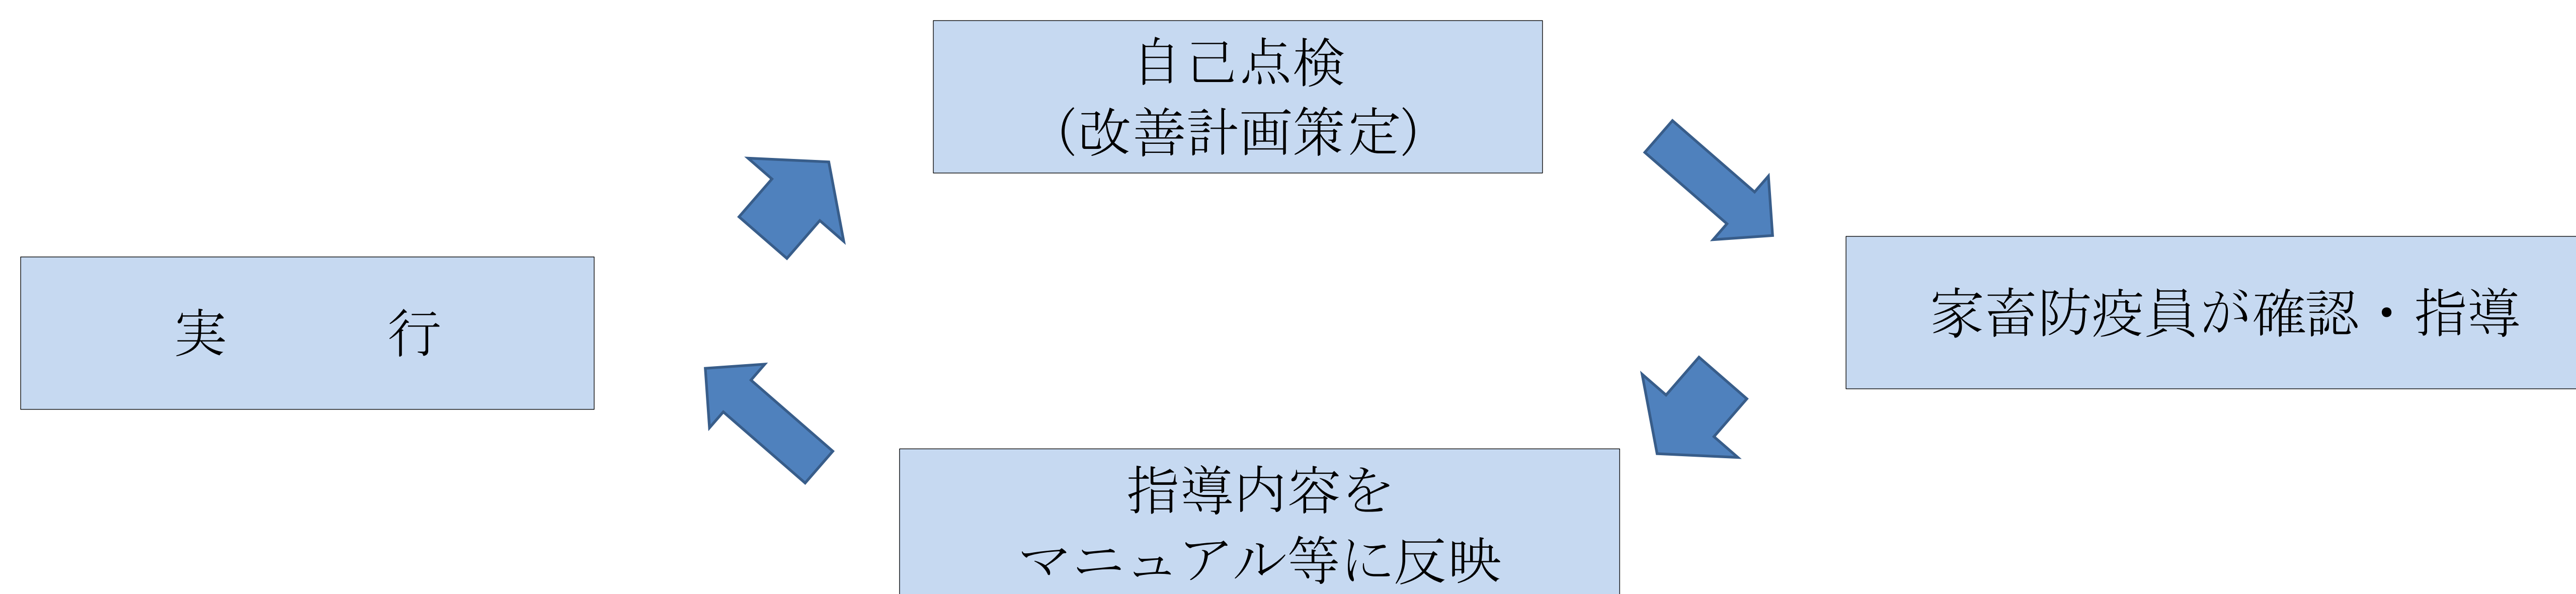 自己点検
（改善計画策定）
家畜防疫員が確認・指導
実　　　行
指導内容を
マニュアル等に反映